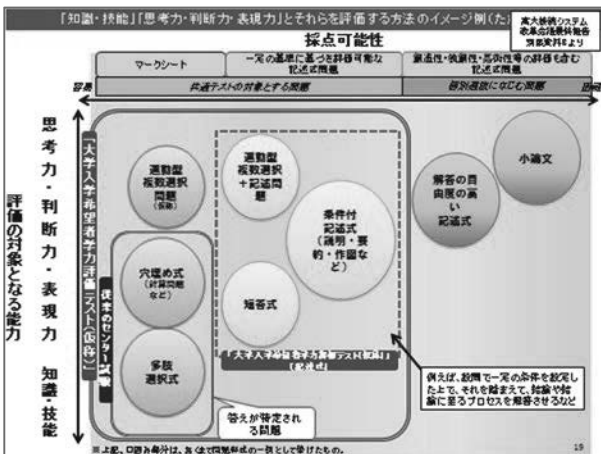 「知識・技能」「思考力・判断力・表現力」とそれらを評価する方法のイメージ例(た
高大接続システム
改革会議最終報告
別添資料より
採点可能性
マークシート
一定の基準に基づき評価可能な
記述式問題
創造性・独創性・芸術性等の評価も含む
記述式問題
容易
共通テストの対象とする問題
個別選抜になじむ問題
困難
評価の対象となる能力
思考力・判断力・表現力
知識・技能
「大学入学希望者学力評価テスト(仮称)」
従来のセンター試験
連動型
複数選択
問題
(仮称)
連動型
複数選択
+記述問題
条件付
記述式
(説明・要
約・作図な
ど)
解答の自
由度の高
い
記述式
小論文
穴埋め式
(計算問題
など)
短答式
多肢
選択式
「大学入学希望者学力評価テスト(仮称)」
(記述式)
答えが特定され
る問題
例えば、設問で一定の条件を設定し
た上で、それを踏まえて、結論や結
論に至るプロセスを解答させるなど
19